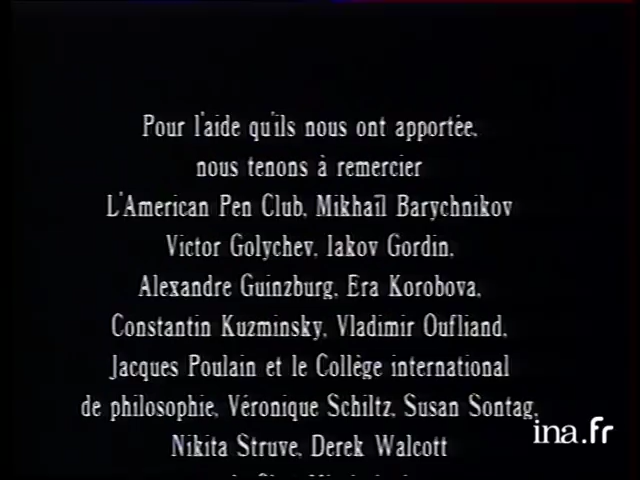 Pour l'aide qu'ils nous ont apportée,
nous tenons à remercier
L'American Pen Club, Mikhaïl Barychnikov
Victor Golychev, Iakov Gordin,
Alexandre Guinzburg, Era Korobova,
Constantin Kuzminsky, Vladimir Oufliand,
Jacques Poulain et le Collège international
de philosophie, Véronique Schiltz, Susan Sontag,
Nikita Struve, Derek Walcott
ina.fr